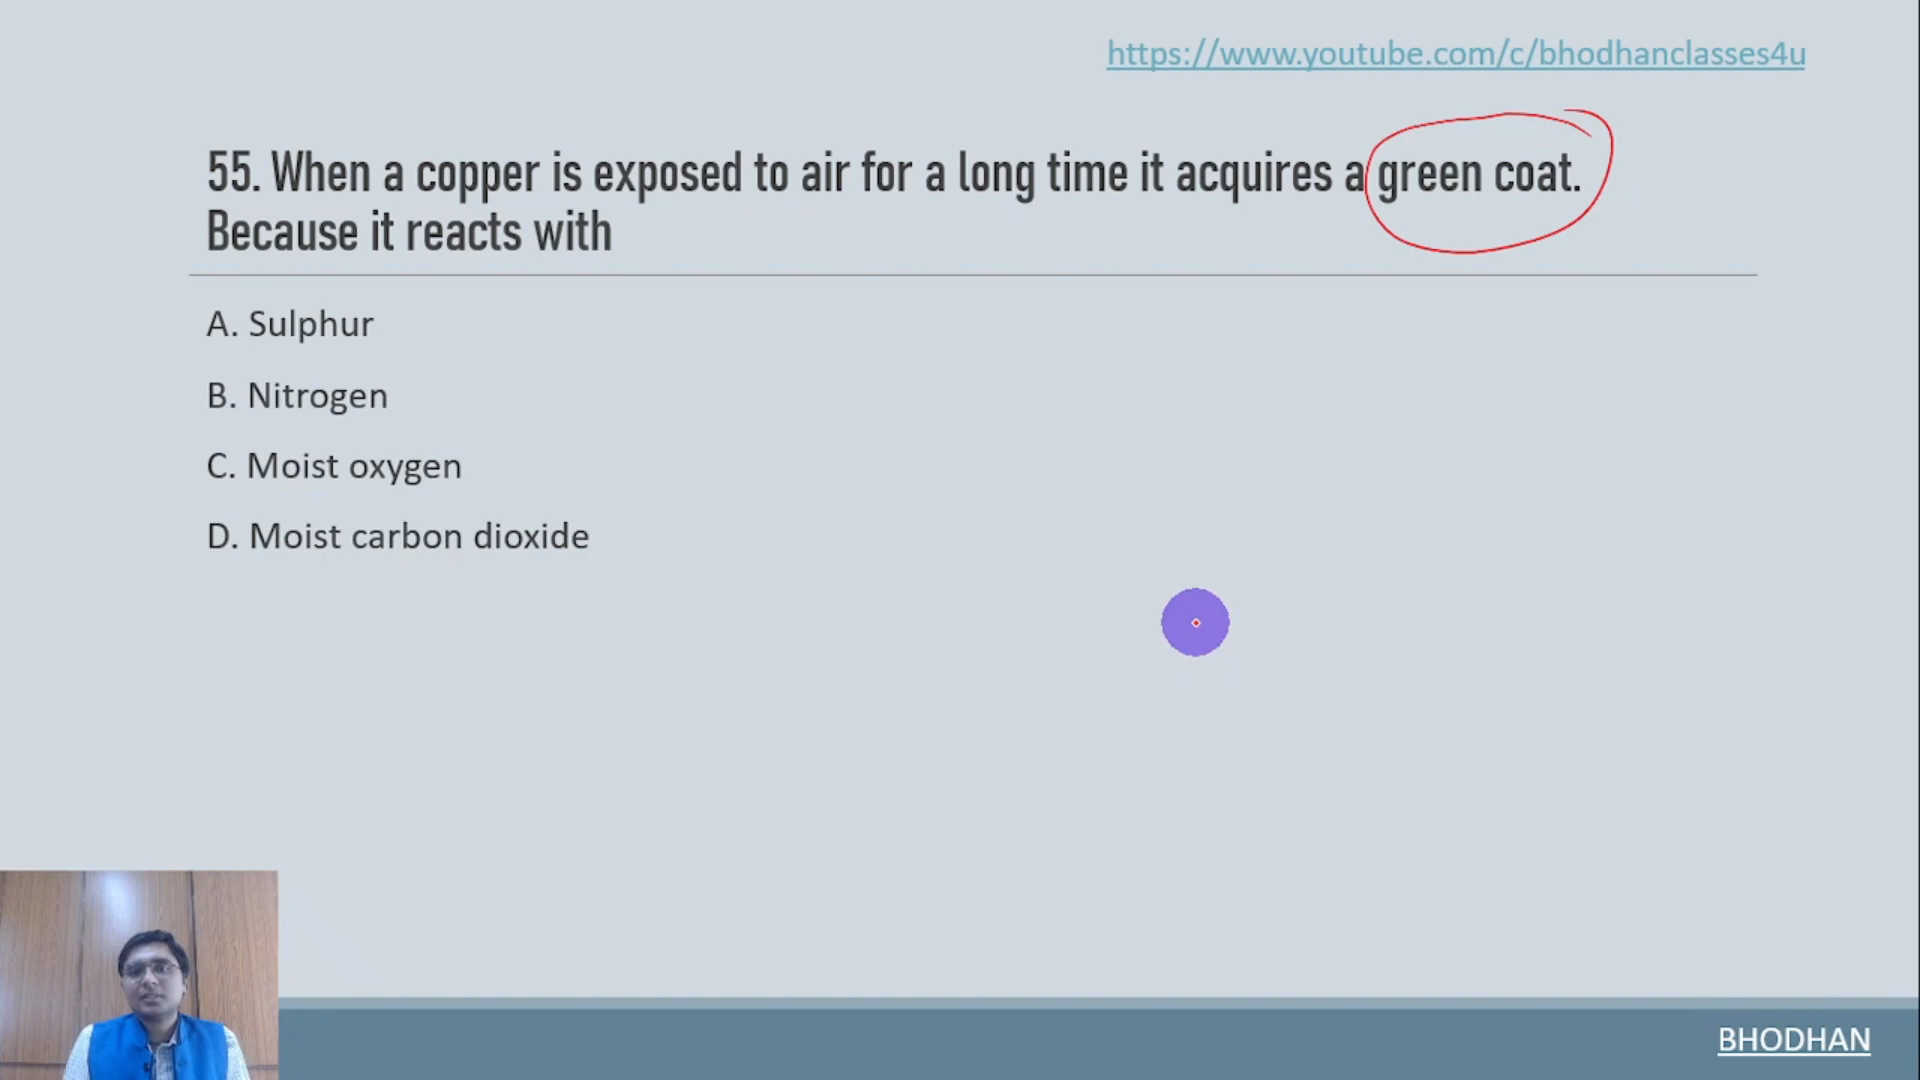 https://www.youtube.com/c/bhodhanclasses4u
55. When a copper is exposed to air for a long time it acquires a green coat.
Because it reacts with
A. Sulphur
B. Nitrogen
C. Moist oxygen
D. Moist carbon dioxide
BHODHAN